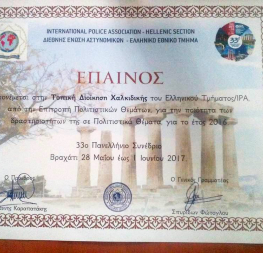 INTERNATIONAL POLICE ASSOCIATION - HELLENIC SECTION
ΔΙΕΘΝΗΣ ΕΝΩΣΗ ΑΣΤΥΝΟΜΙΚΩΝ - ΕΛΛΗΝΙΚΟ ΕΘΝΙΚΟ ΤΜΗΜΑ
33
ΕΠΑΙΝΟΣ
στην Τοπική Διοίκηση Χαλκιδικής του Ελληνικού Τμήματος/IPA,
από την Επιτροπή Πολιτιστικών Θεμάτων, για την ποιότητα των
δραστηριοτήτων της σε Πολιτιστικά Θέματα, για το έτος 2016
33ο Πανελλήνιο Συνέδριο
Βραχάτι 28 Μαΐου έως 1 Ιουνίου 2017.
Ο Πρόεδρος
Ο Γενικός Γραμματέας
Σπυρίδων